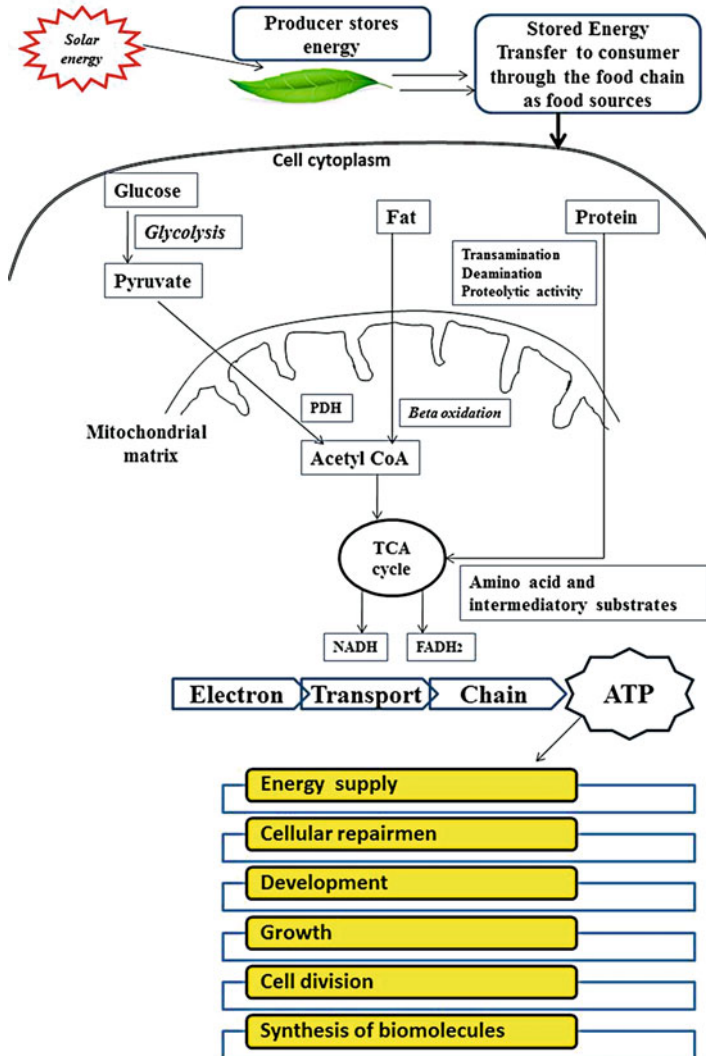 Solar
energy
Producer stores
energy
Stored Energy
Transfer to consumer
through the food chain
as food sources
Cell cytoplasm
Glucose
Glycolysis
Pyruvate
Fat
Protein
Transamination
Deamination
Proteolytic activity
PDH
Beta oxidation
Mitochondrial
matrix
Acetyl CoA
TCA
cycle
Amino acid and
intermediatory substrates
NADH
FADH2
Electron Transport Chain
ATP
Energy supply
Cellular repairmen
Development
Growth
Cell division
Synthesis of biomolecules